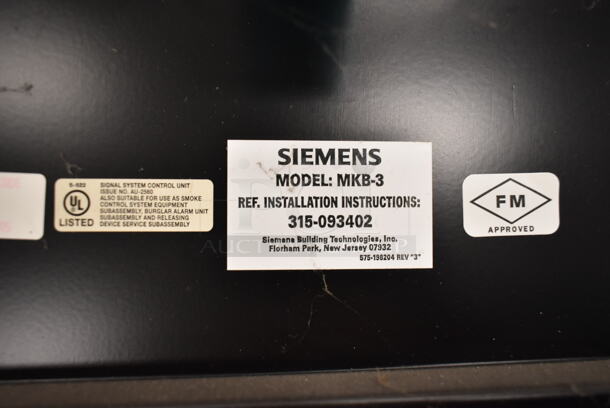 S-522
SIGNAL SYSTEM CONTROL UNIT
ISSUE NO. AU-2560
ALSO SUITABLE FOR USE AS SMOKE
CONTROL SYSTEM EQUIPMENT
SUBASSEMBLY, BURGLAR ALARM UNIT
SUBASSEMBLY AND RELEASING
DEVICE SERVICE SUBASSEMBLY
UL
LISTED
SIEMENS
MODEL: MKB-3
REF. INSTALLATION INSTRUCTIONS:
315-093402
Siemens Building Technologies, Inc.
Florham Park, New Jersey 07932
575-198204 REV "3"
FM
APPROVED